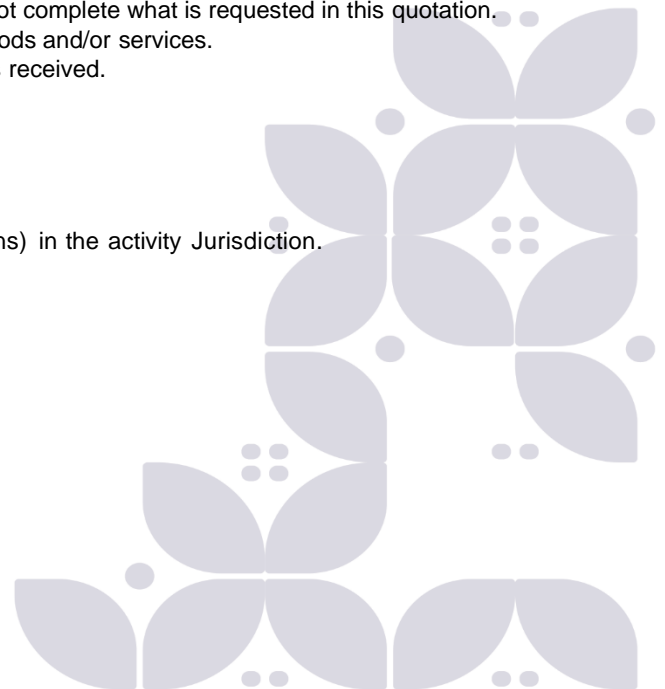 ot complete what is requested in this quotation.
ods and/or services.
received.
ns) in the activity Jurisdiction.